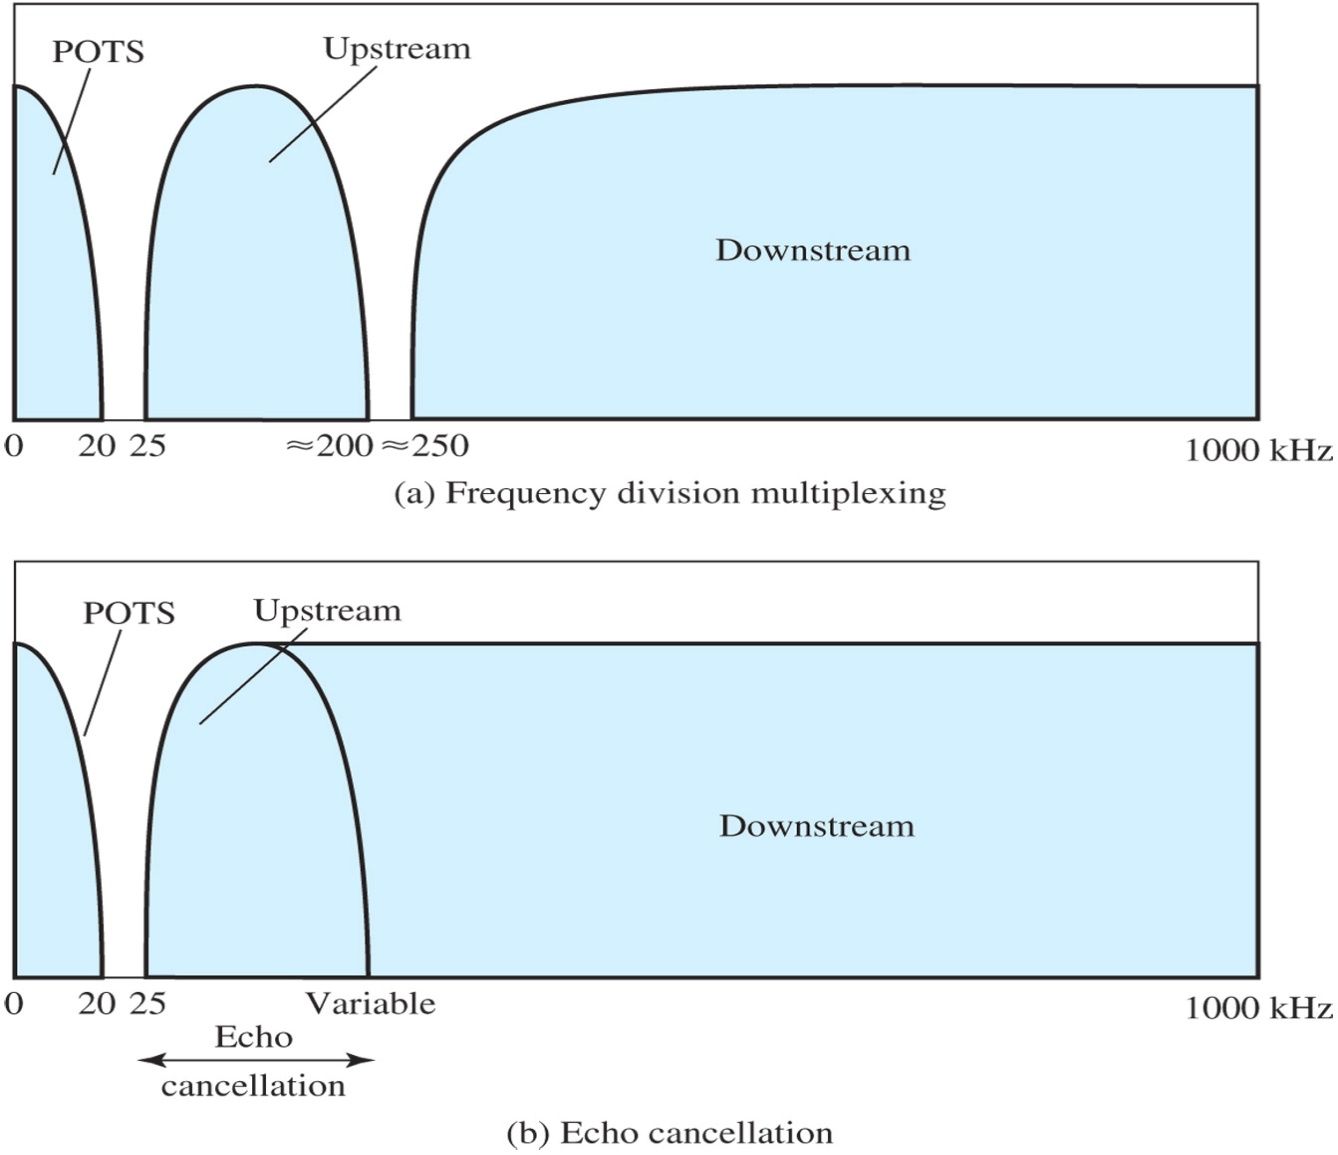 POTS
Upstream
Downstream
0 20 25 ≈200 ≈250 1000 kHz
(a) Frequency division multiplexing
POTS
Upstream
Downstream
0 20 25 Variable 1000 kHz
Echo
cancellation
(b) Echo cancellation